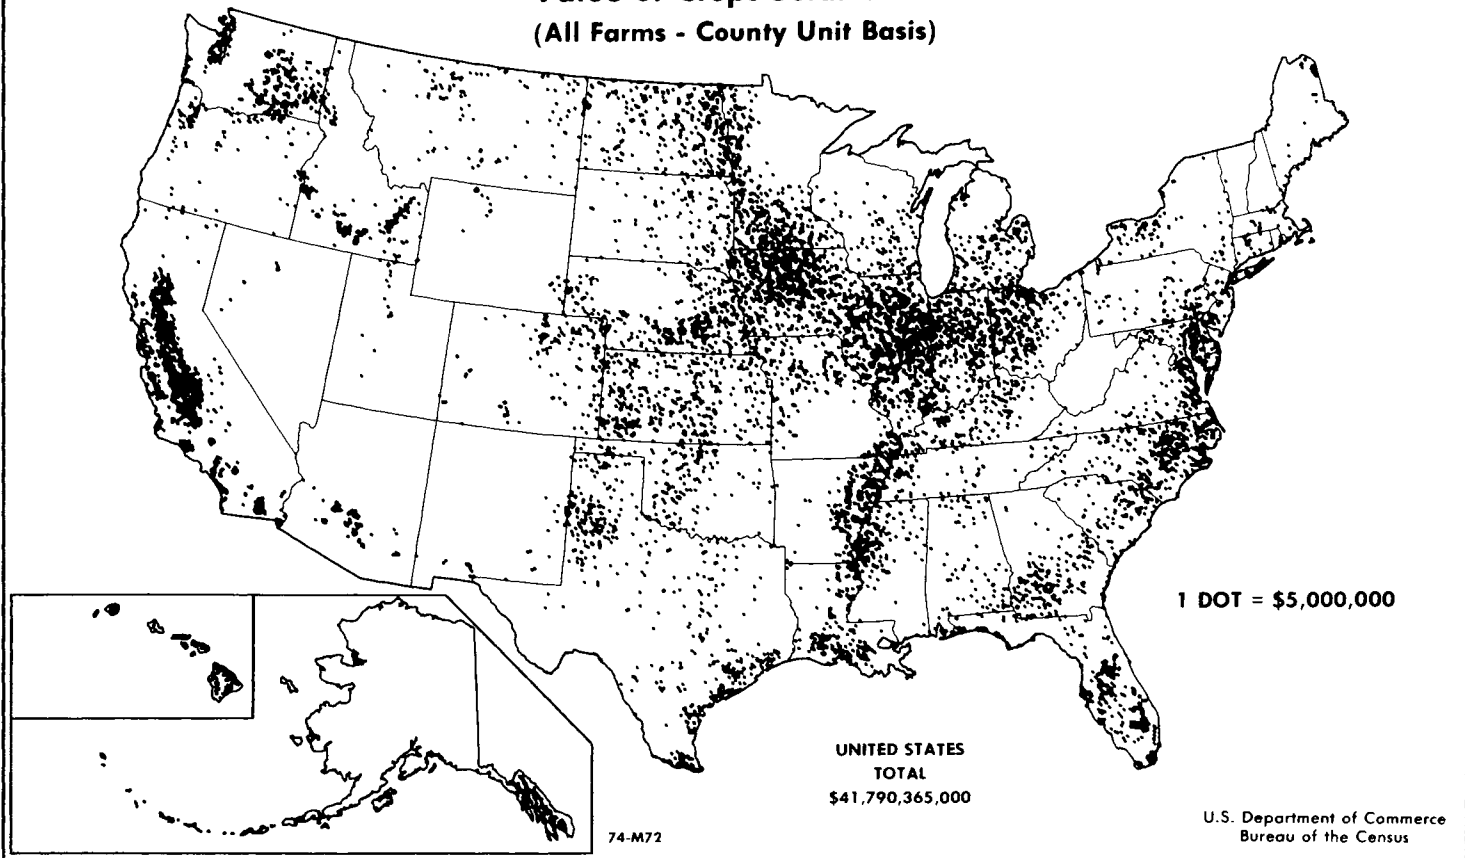 (All Farms - County Unit Basis)
1 DOT = $5,000,000
UNITED STATES
TOTAL
$41,790,365,000
74-M72
U.S. Department of Commerce
Bureau of the Census